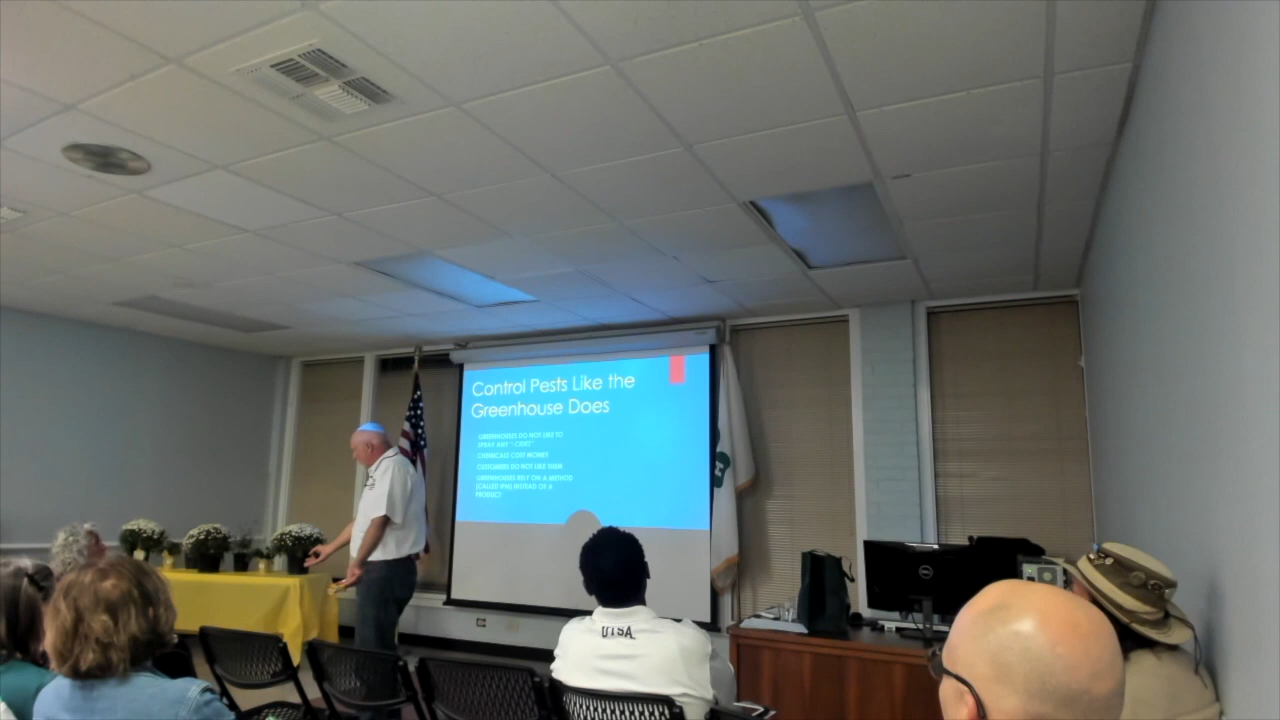 Control Pests Like the
Greenhouse Does
GREENHOUSES DO NOT LIKE TO
SPRAY ANY "-CIDES"
CHEMICALS COST MONEY
CUSTOMERS DO NOT LIKE THEM
GREENHOUSES RELY ON A METHOD
(CALLED IPM) INSTEAD OF A
PRODUCT
UTSA
DELL
H